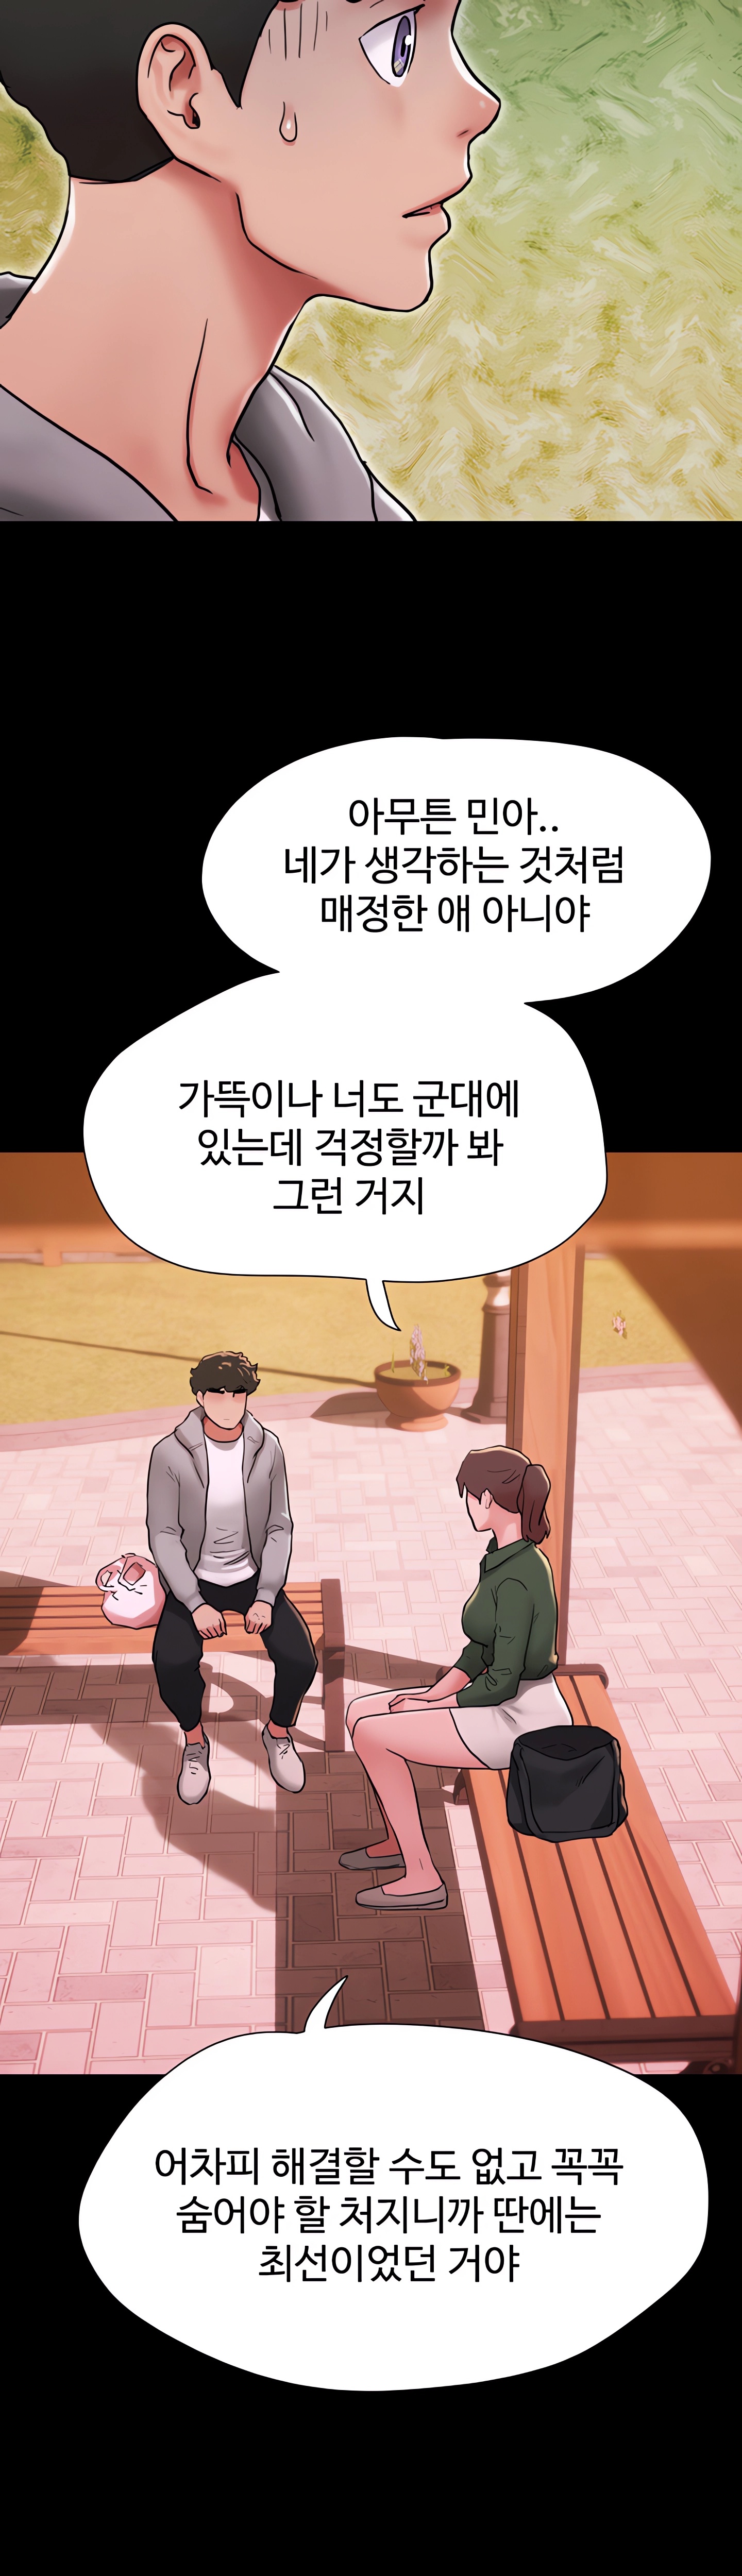 아무튼 민아..
네가 생각하는 것처럼
매정한 애 아니야
가뜩이나 너도 군대에
있는데 걱정할까 봐
그런 거지
어차피 해결할 수도 없고 꼭꼭
숨어야 할 처지니까 딴에는
최선이었던 거야